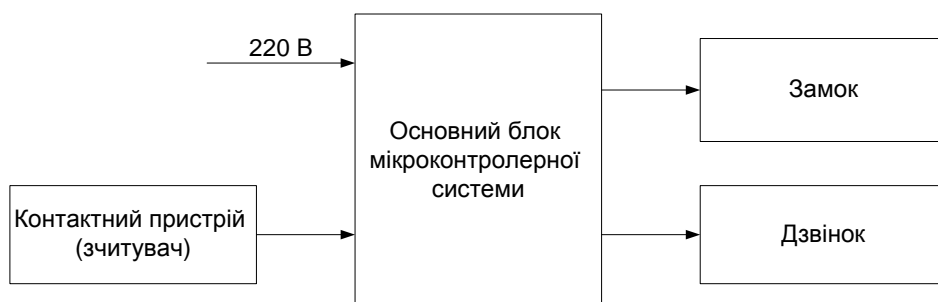 220 В
Замок
Основний блок
мікроконтролерної
системи
Контактний пристрій
(зчитувач)
Дзвінок